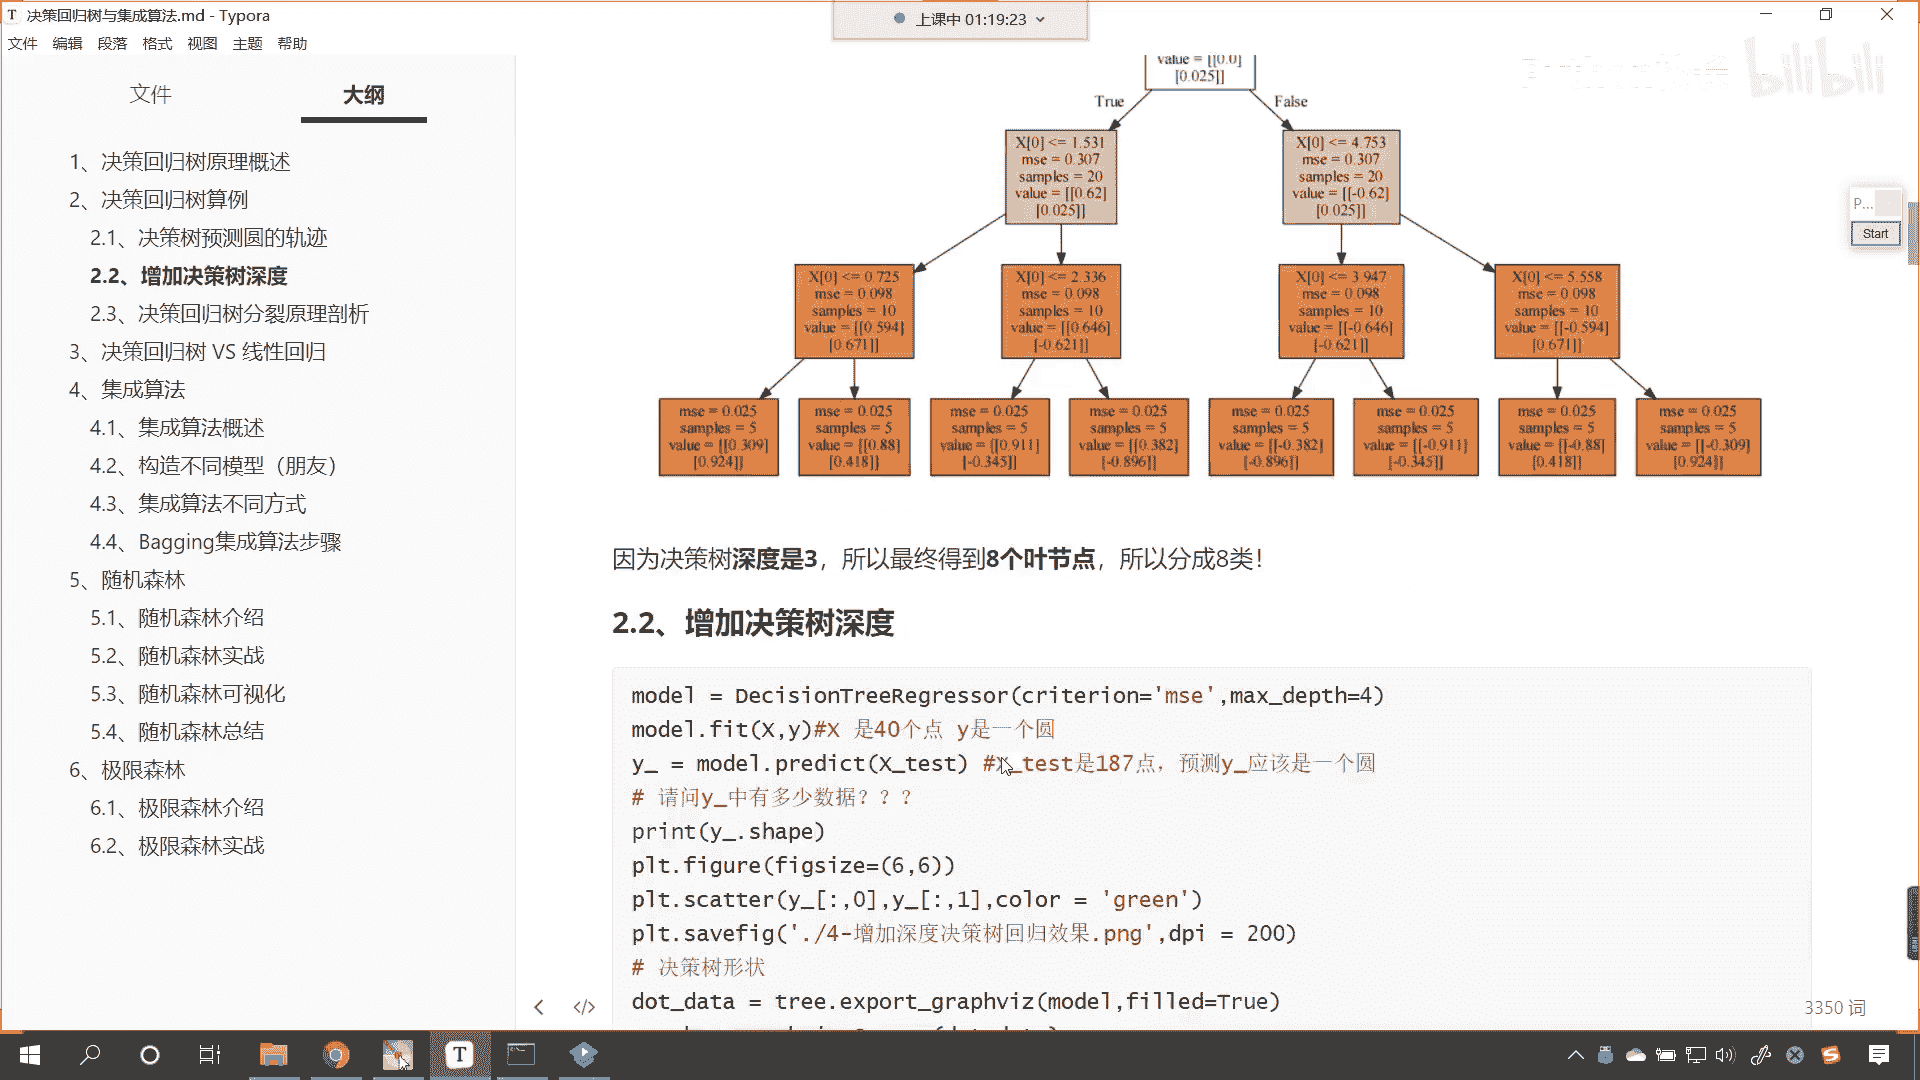 决策回归树与集成算法.md - Typora
上课中 01:19:23
文件 编辑 段落 格式 视图 主题 帮助
bilibili
文件 大纲
1、决策回归树原理概述
2、决策回归树算例
2.1、决策树预测圆的轨迹
2.2、增加决策树深度
2.3、决策回归树分裂原理剖析
3、决策回归树 VS 线性回归
4、集成算法
4.1、集成算法概述
4.2、构造不同模型（朋友）
4.3、集成算法不同方式
4.4、Bagging集成算法步骤
5、随机森林
5.1、随机森林介绍
5.2、随机森林实战
5.3、随机森林可视化
5.4、随机森林总结
6、极限森林
6.1、极限森林介绍
6.2、极限森林实战
value = [[0.0]
[0.025]]
True
False
X[0] <= 1.531
mse = 0.307
samples = 20
value = [[0.62]
[0.025]]
X[0] <= 4.753
mse = 0.307
samples = 20
value = [[-0.62]
[0.025]]
X[0] <= 0.725
mse = 0.098
samples = 10
value = [[0.594]
[0.671]]
X[0] <= 2.336
mse = 0.098
samples = 10
value = [[0.646]
[-0.621]]
X[0] <= 3.947
mse = 0.098
samples = 10
value = [[-0.646]
[-0.621]]
X[0] <= 5.558
mse = 0.098
samples = 10
value = [[-0.594]
[0.671]]
mse = 0.025
samples = 5
value = [[0.309]
[0.924]]
mse = 0.025
samples = 5
value = [[0.88]
[0.418]]
mse = 0.025
samples = 5
value = [[0.911]
[-0.345]]
mse = 0.025
samples = 5
value = [[0.382]
[-0.896]]
mse = 0.025
samples = 5
value = [[-0.382]
[-0.896]]
mse = 0.025
samples = 5
value = [[-0.911]
[-0.345]]
mse = 0.025
samples = 5
value = [[-0.88]
[0.418]]
mse = 0.025
samples = 5
value = [[-0.309]
[0.924]]
P...
Start
因为决策树深度是3，所以最终得到8个叶节点，所以分成8类！
2.2、增加决策树深度
model = DecisionTreeRegressor(criterion='mse',max_depth=4)
model.fit(X,y)#X 是40个点 y是一个圆
y_ = model.predict(X_test) #X_test是187点，预测y_应该是一个圆
# 请问y_中有多少数据？？？
print(y_.shape)
plt.figure(figsize=(6,6))
plt.scatter(y_[:,0],y_[:,1],color = 'green')
plt.savefig('./4-增加深度决策树回归效果.png',dpi = 200)
# 决策树形状
dot_data = tree.export_graphviz(model,filled=True)
3350 词